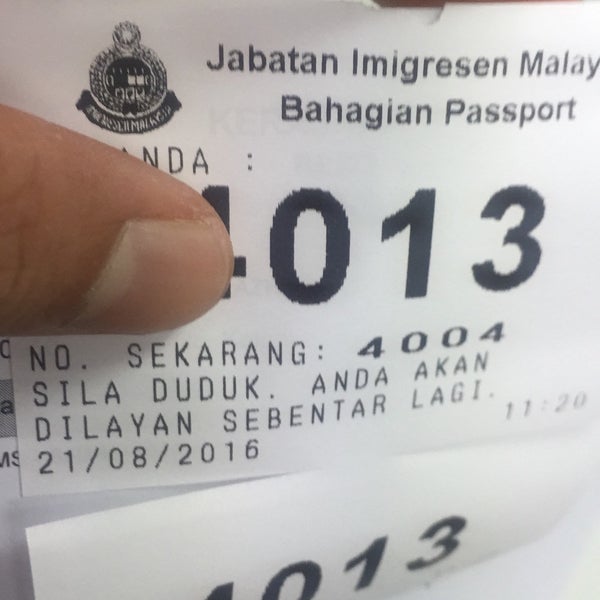 Jabatan Imigresen Malay
Bahagian Passport
NDA :
4013
NO. SEKARANG: 4004
SILA DUDUK. ANDA AKAN
DILAYAN SEBENTAR LAGI.
21/08/2016 11:20
4013